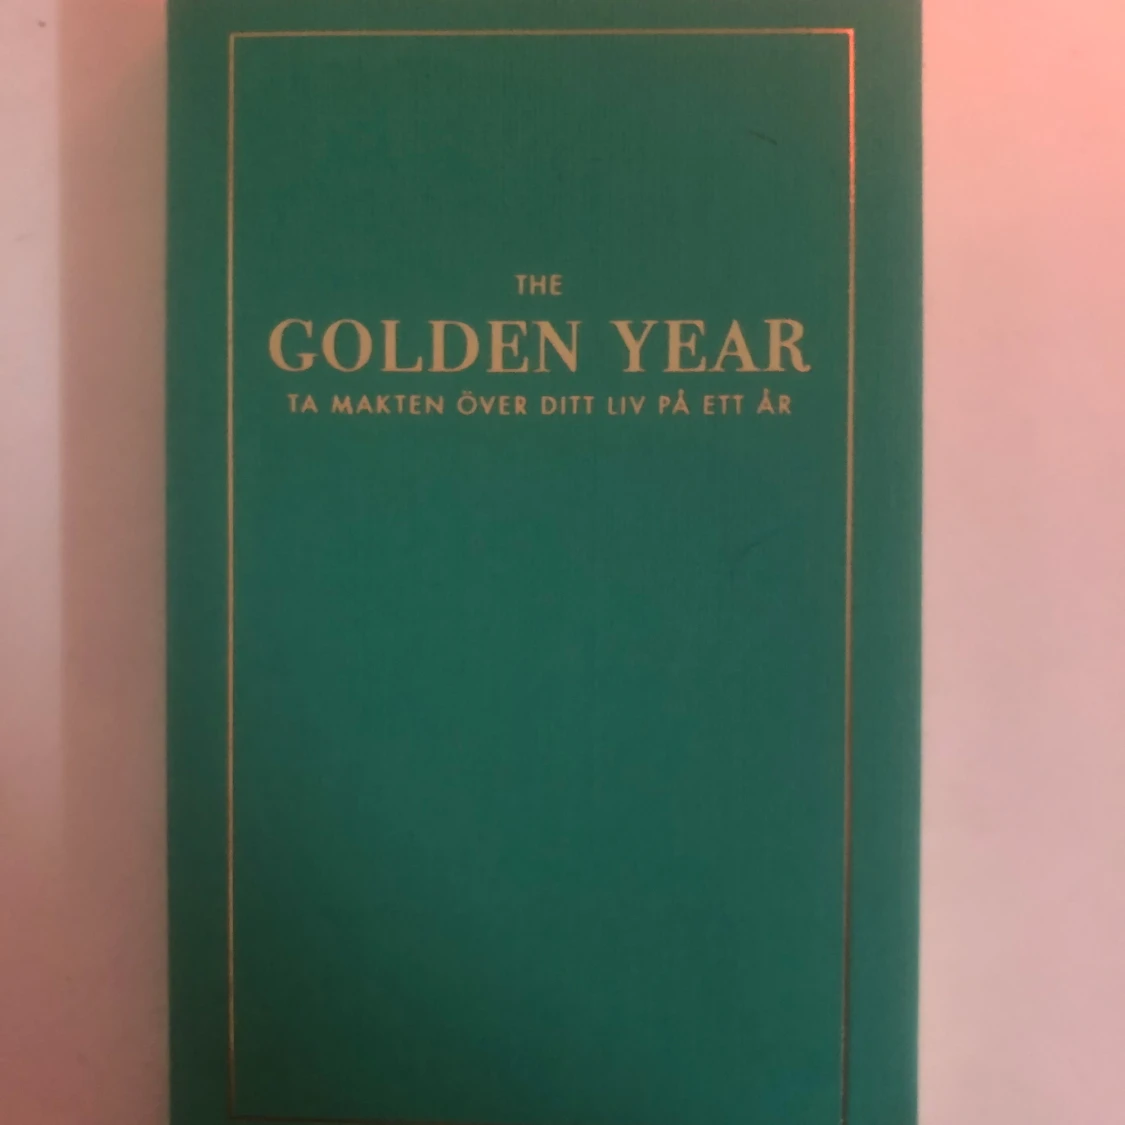 THE
GOLDEN YEAR
TA MAKTEN ÖVER DITT LIV PÅ ETT ÅR